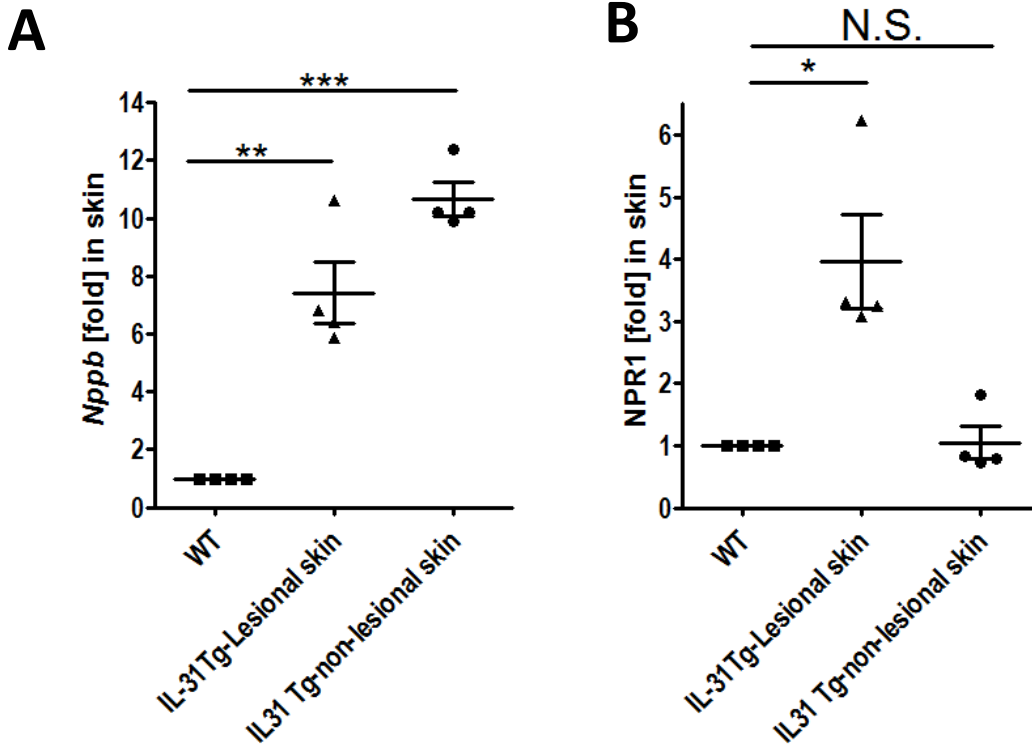 A
***
**
14
12
10
8
6
4
2
0
Nppb [fold] in skin
WT
IL-31Tg-Lesional skin
IL31 Tg-non-lesional skin
B
N.S.
*
6
5
4
3
2
1
0
NPR1 [fold] in skin
WT
IL-31Tg-Lesional skin
IL31 Tg-non-lesional skin